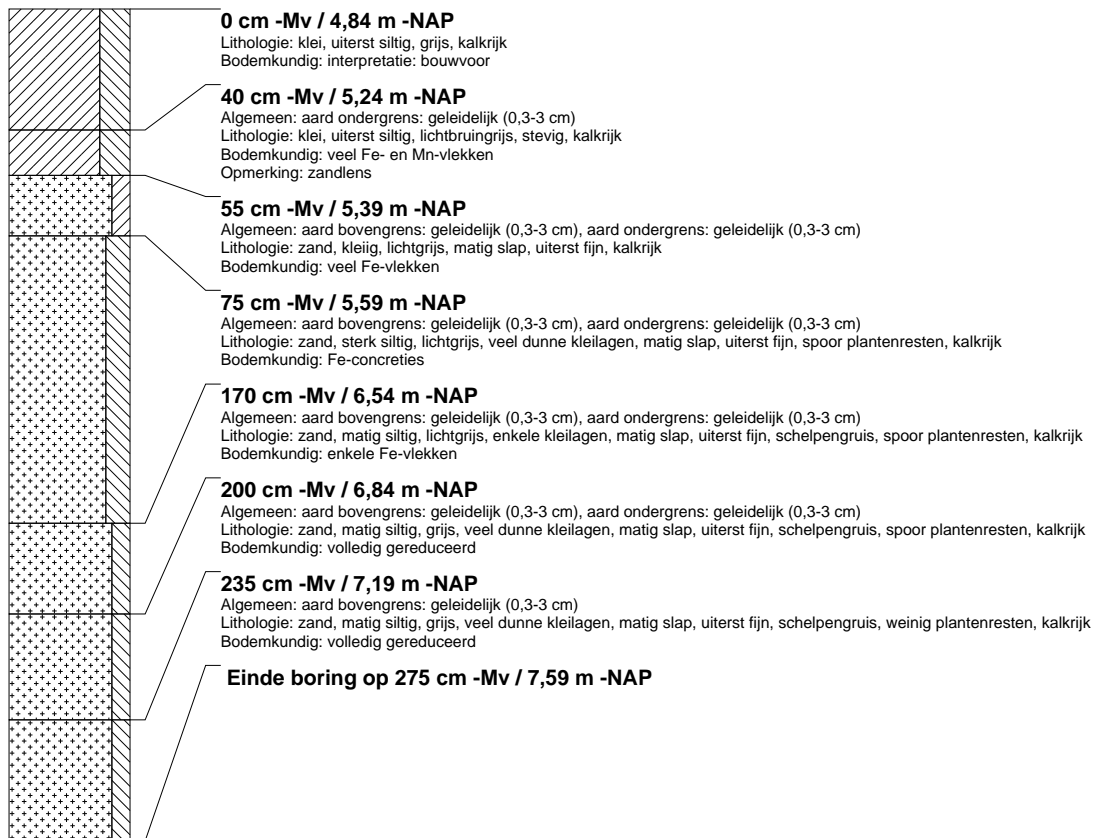 0 cm -Mv / 4,84 m -NAP
Lithologie: klei, uiterst siltig, grijs, kalkrijk
Bodemkundig: interpretatie: bouwvoor
40 cm -Mv / 5,24 m -NAP
Algemeen: aard ondergrens: geleidelijk (0,3-3 cm)
Lithologie: klei, uiterst siltig, lichtbruingrijs, stevig, kalkrijk
Bodemkundig: veel Fe- en Mn-vlekken
Opmerking: zandlens
55 cm -Mv / 5,39 m -NAP
Algemeen: aard bovengrens: geleidelijk (0,3-3 cm), aard ondergrens: geleidelijk (0,3-3 cm)
Lithologie: zand, kleiig, lichtgrijs, matig slap, uiterst fijn, kalkrijk
Bodemkundig: veel Fe-vlekken
75 cm -Mv / 5,59 m -NAP
Algemeen: aard bovengrens: geleidelijk (0,3-3 cm), aard ondergrens: geleidelijk (0,3-3 cm)
Lithologie: zand, sterk siltig, lichtgrijs, veel dunne kleilagen, matig slap, uiterst fijn, spoor plantenresten, kalkrijk
Bodemkundig: Fe-concreties
170 cm -Mv / 6,54 m -NAP
Algemeen: aard bovengrens: geleidelijk (0,3-3 cm), aard ondergrens: geleidelijk (0,3-3 cm)
Lithologie: zand, matig siltig, lichtgrijs, enkele kleilagen, matig slap, uiterst fijn, schelpengruis, spoor plantenresten, kalkrijk
Bodemkundig: enkele Fe-vlekken
200 cm -Mv / 6,84 m -NAP
Algemeen: aard bovengrens: geleidelijk (0,3-3 cm), aard ondergrens: geleidelijk (0,3-3 cm)
Lithologie: zand, matig siltig, grijs, veel dunne kleilagen, matig slap, uiterst fijn, schelpengruis, spoor plantenresten, kalkrijk
Bodemkundig: volledig gereduceerd
235 cm -Mv / 7,19 m -NAP
Algemeen: aard bovengrens: geleidelijk (0,3-3 cm)
Lithologie: zand, matig siltig, grijs, veel dunne kleilagen, matig slap, uiterst fijn, schelpengruis, weinig plantenresten, kalkrijk
Bodemkundig: volledig gereduceerd
Einde boring op 275 cm -Mv / 7,59 m -NAP